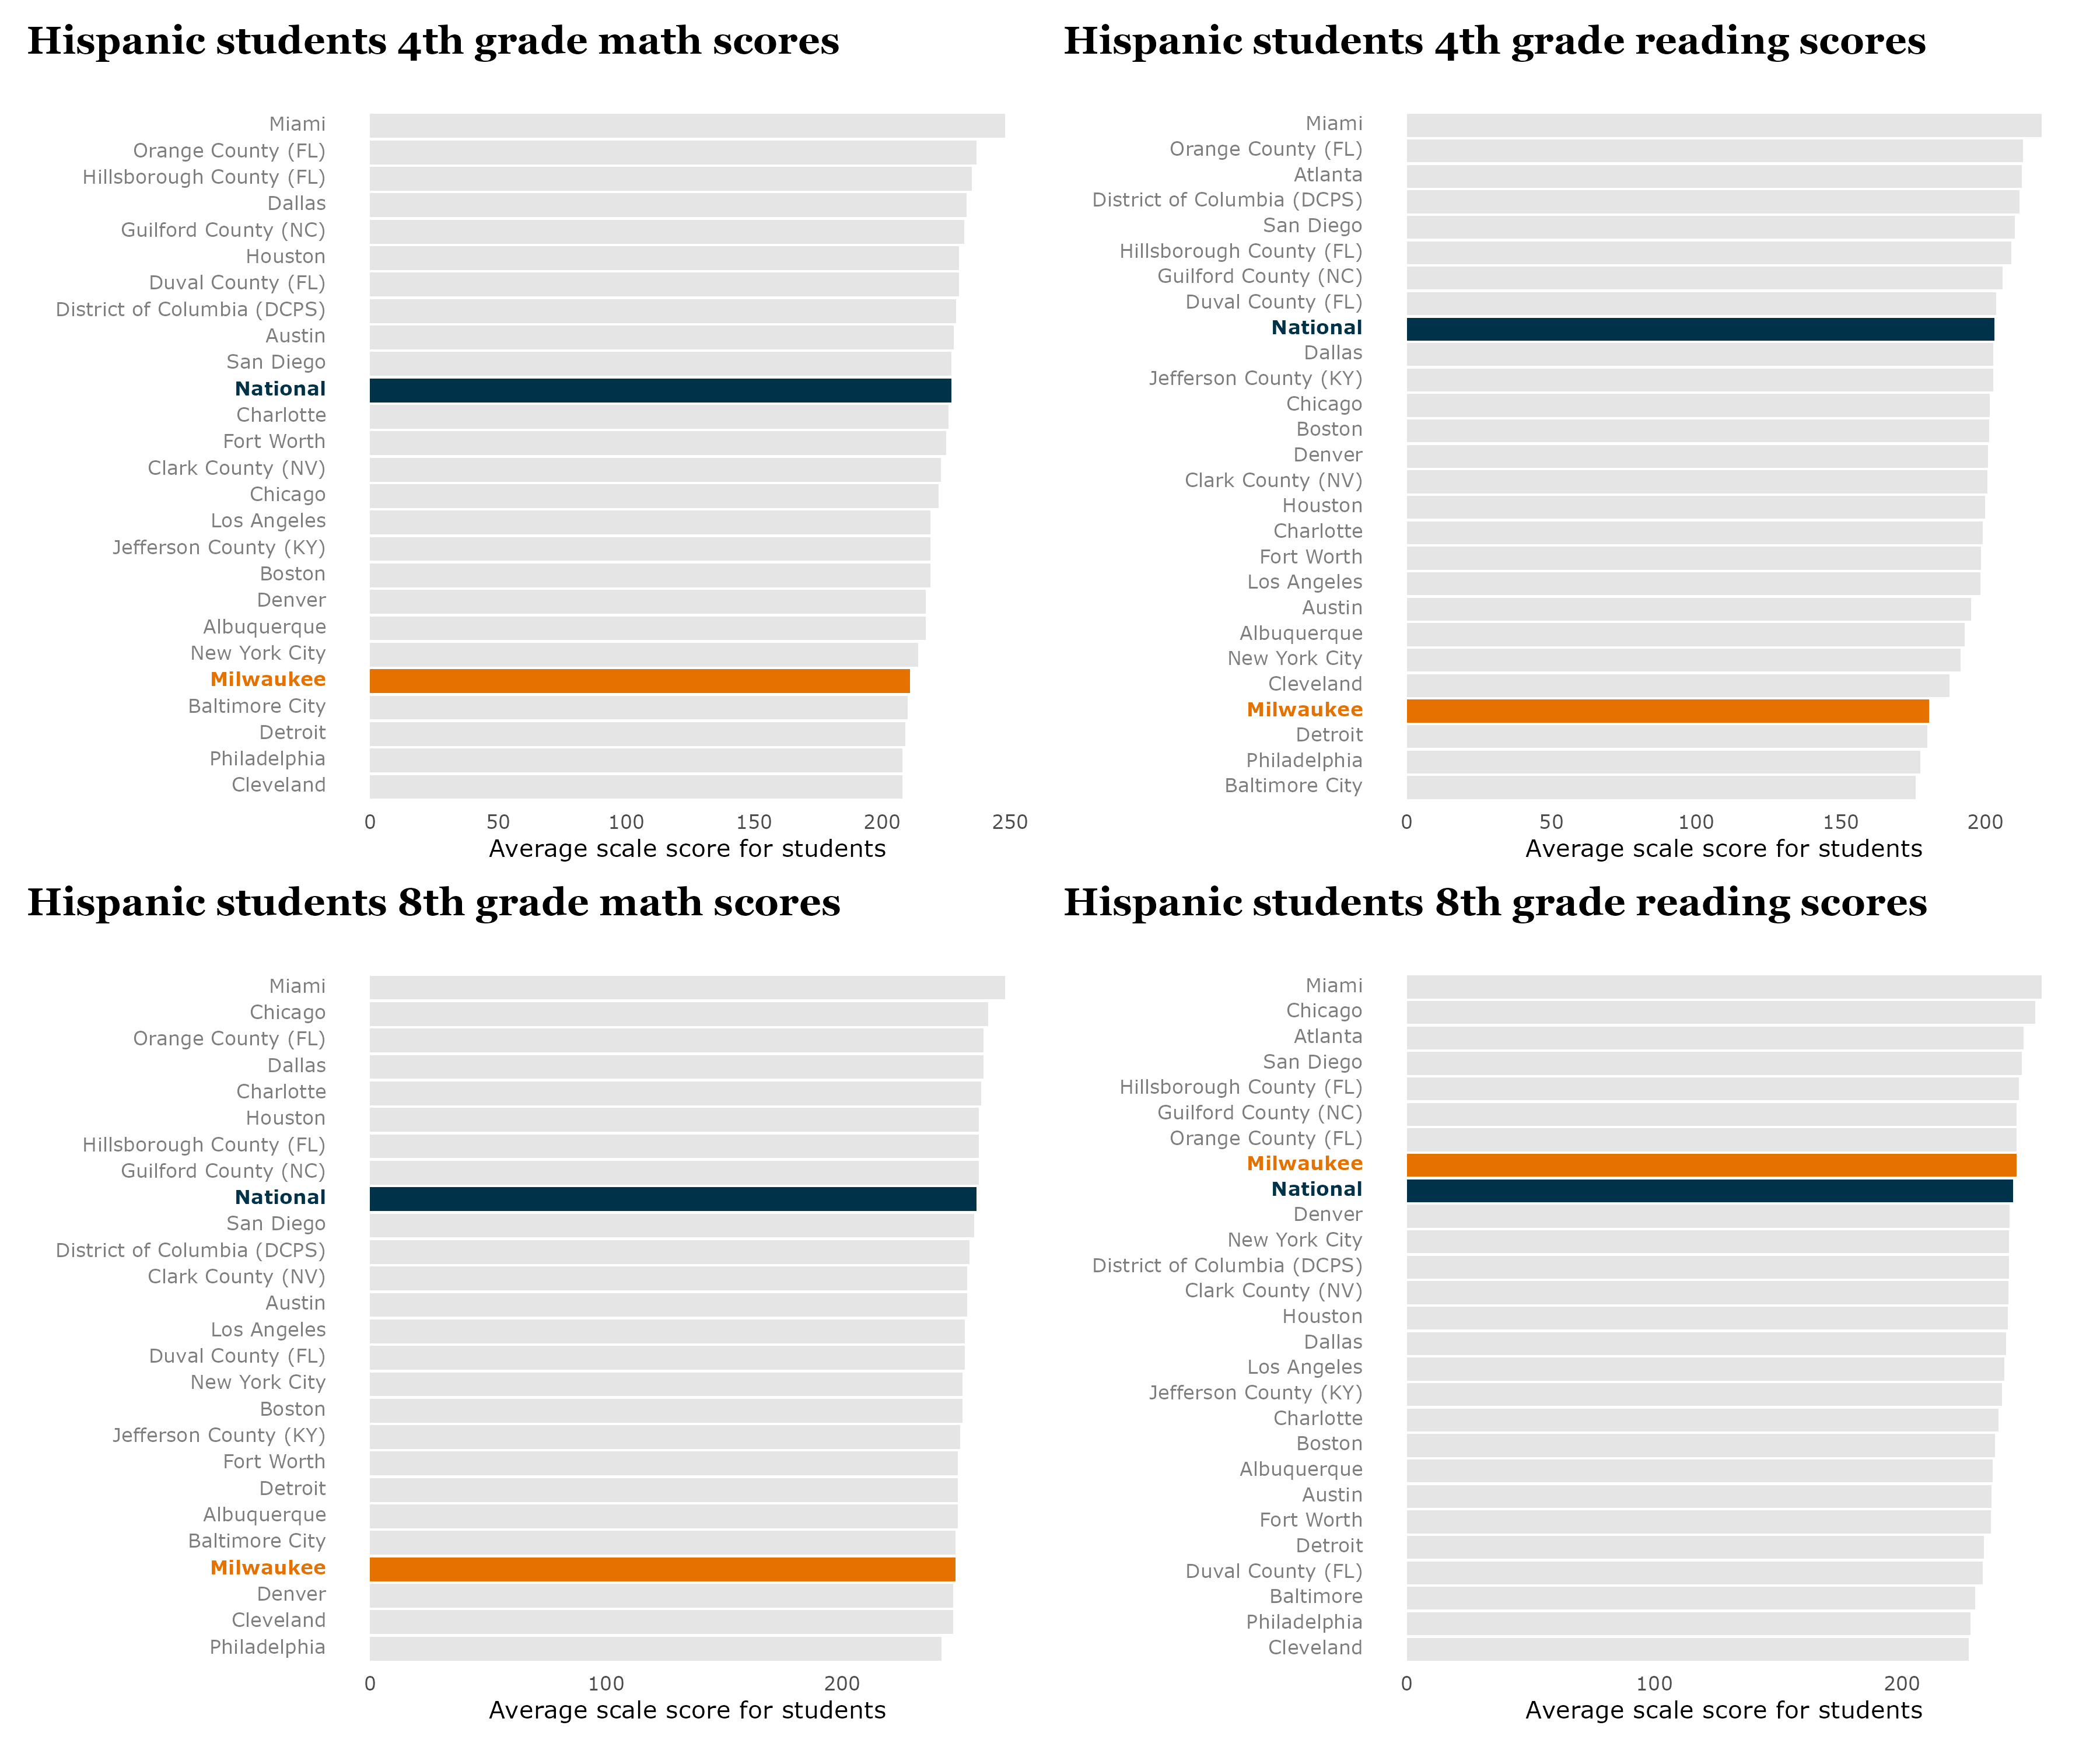 Hispanic students 4th grade math scores
Miami
Orange County (FL)
Hillsborough County (FL)
Dallas
Guilford County (NC)
Houston
Duval County (FL)
District of Columbia (DCPS)
Austin
San Diego
National
Charlotte
Fort Worth
Clark County (NV)
Chicago
Los Angeles
Jefferson County (KY)
Boston
Denver
Albuquerque
New York City
Milwaukee
Baltimore City
Detroit
Philadelphia
Cleveland
0 50 100 150 200 250
Average scale score for students
Hispanic students 4th grade reading scores
Miami
Orange County (FL)
Atlanta
District of Columbia (DCPS)
San Diego
Hillsborough County (FL)
Guilford County (NC)
Duval County (FL)
National
Dallas
Jefferson County (KY)
Chicago
Boston
Denver
Clark County (NV)
Houston
Charlotte
Fort Worth
Los Angeles
Austin
Albuquerque
New York City
Cleveland
Milwaukee
Detroit
Philadelphia
Baltimore City
0 50 100 150 200
Average scale score for students
Hispanic students 8th grade math scores
Miami
Chicago
Orange County (FL)
Dallas
Charlotte
Houston
Hillsborough County (FL)
Guilford County (NC)
National
San Diego
District of Columbia (DCPS)
Clark County (NV)
Austin
Los Angeles
Duval County (FL)
New York City
Boston
Jefferson County (KY)
Fort Worth
Detroit
Albuquerque
Baltimore City
Milwaukee
Denver
Cleveland
Philadelphia
0 100 200
Average scale score for students
Hispanic students 8th grade reading scores
Miami
Chicago
Atlanta
San Diego
Hillsborough County (FL)
Guilford County (NC)
Orange County (FL)
Milwaukee
National
Denver
New York City
District of Columbia (DCPS)
Clark County (NV)
Houston
Dallas
Los Angeles
Jefferson County (KY)
Charlotte
Boston
Albuquerque
Austin
Fort Worth
Detroit
Duval County (FL)
Baltimore
Philadelphia
Cleveland
0 100 200
Average scale score for students